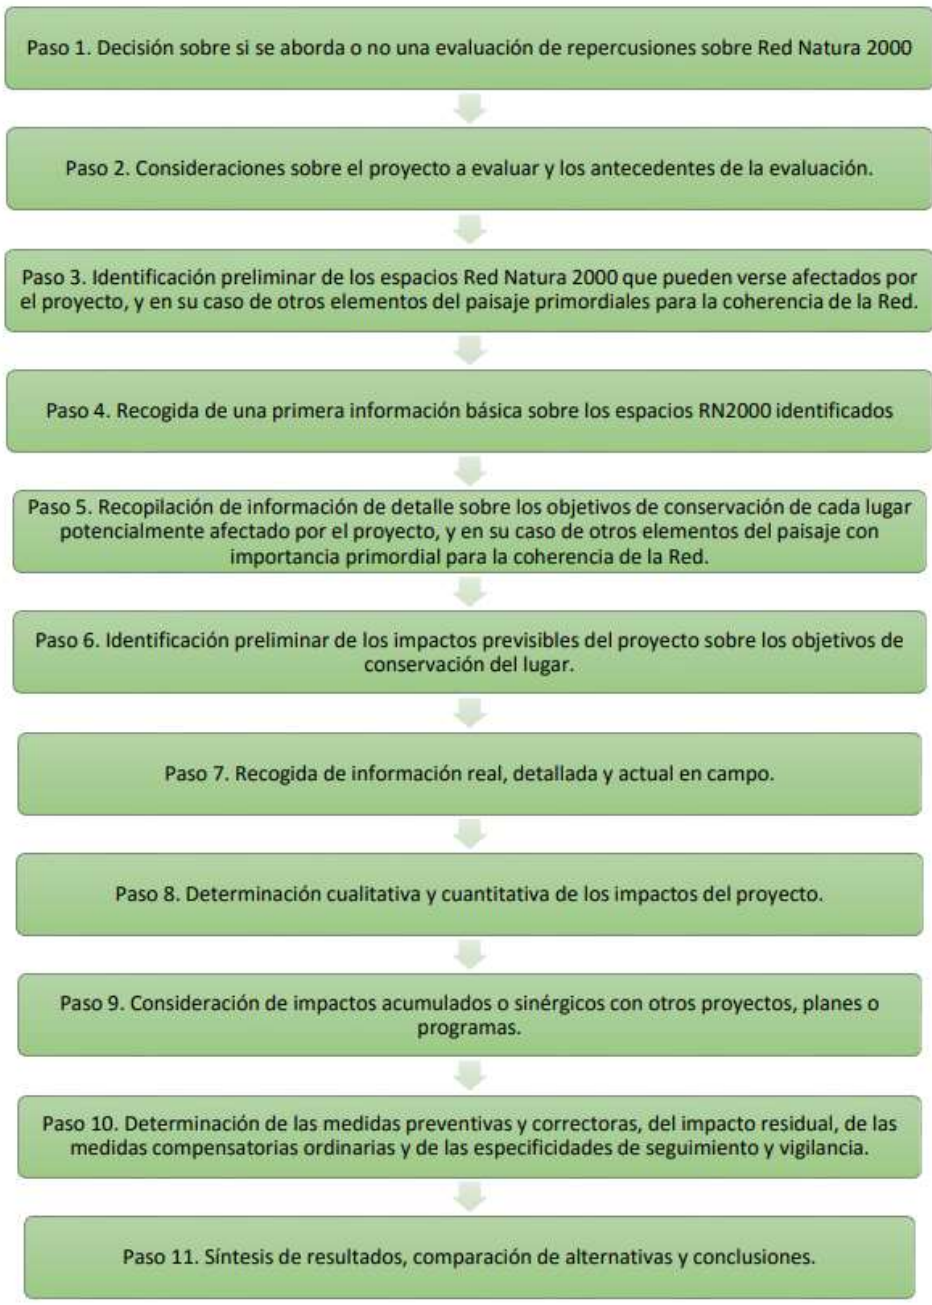 Paso 1. Decisión sobre si se aborda o no una evaluación de repercusiones sobre Red Natura 2000
Paso 2. Consideraciones sobre el proyecto a evaluar y los antecedentes de la evaluación.
Paso 3. Identificación preliminar de los espacios Red Natura 2000 que pueden verse afectados por
el proyecto, y en su caso de otros elementos del paisaje primordiales para la coherencia de la Red.
Paso 4. Recogida de una primera información básica sobre los espacios RN2000 identificados
Paso 5. Recopilación de información de detalle sobre los objetivos de conservación de cada lugar
potencialmente afectado por el proyecto, y en su caso de otros elementos del paisaje con
importancia primordial para la coherencia de la Red.
Paso 6. Identificación preliminar de los impactos previsibles del proyecto sobre los objetivos de
conservación del lugar.
Paso 7. Recogida de información real, detallada y actual en campo.
Paso 8. Determinación cualitativa y cuantitativa de los impactos del proyecto.
Paso 9. Consideración de impactos acumulados o sinérgicos con otros proyectos, planes o
programas.
Paso 10. Determinación de las medidas preventivas y correctoras, del impacto residual, de las
medidas compensatorias ordinarias y de las especificidades de seguimiento y vigilancia.
Paso 11. Síntesis de resultados, comparación de alternativas y conclusiones.